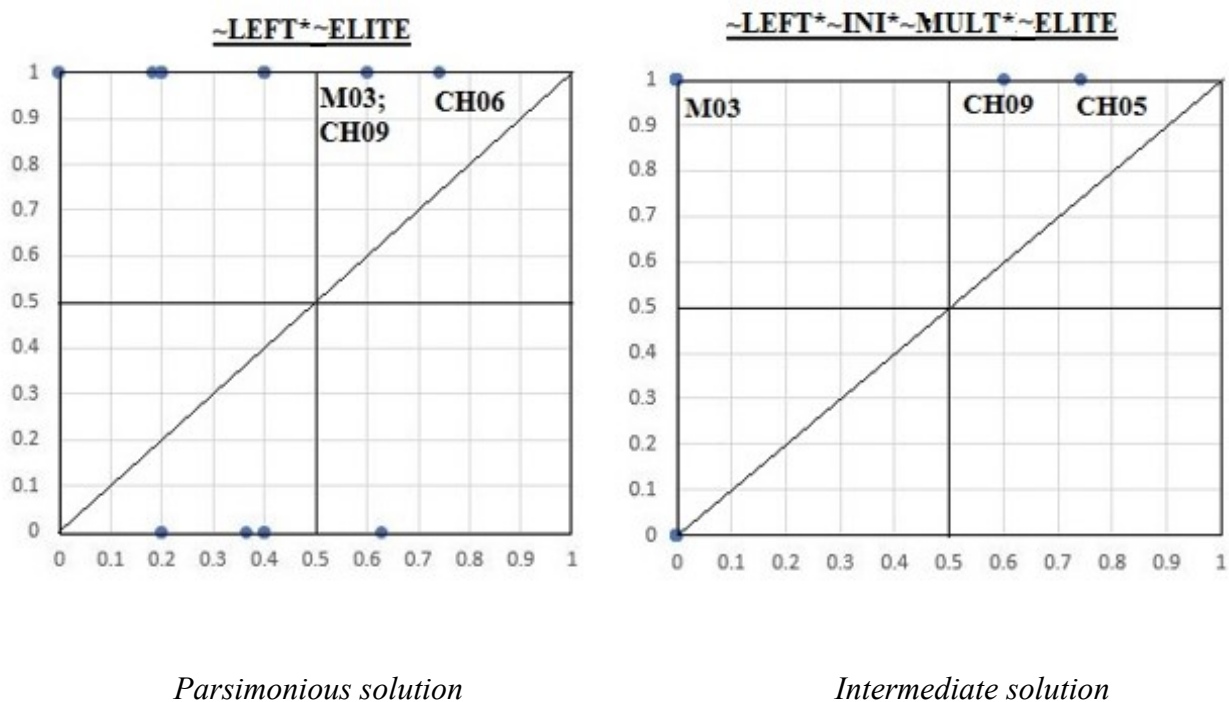 ~LEFT*~ELITE
1
0.9
0.8
0.7
0.6
0.5
0.4
0.3
0.2
0.1
0
0 0.1 0.2 0.3 0.4 0.5 0.6 0.7 0.8 0.9 1
M03;
CH09
CH06
Parsimonious solution
~LEFT*~INI*~MULT*~ELITE
1
0.9
0.8
0.7
0.6
0.5
0.4
0.3
0.2
0.1
0
0 0.1 0.2 0.3 0.4 0.5 0.6 0.7 0.8 0.9 1
M03
CH09
CH05
Intermediate solution